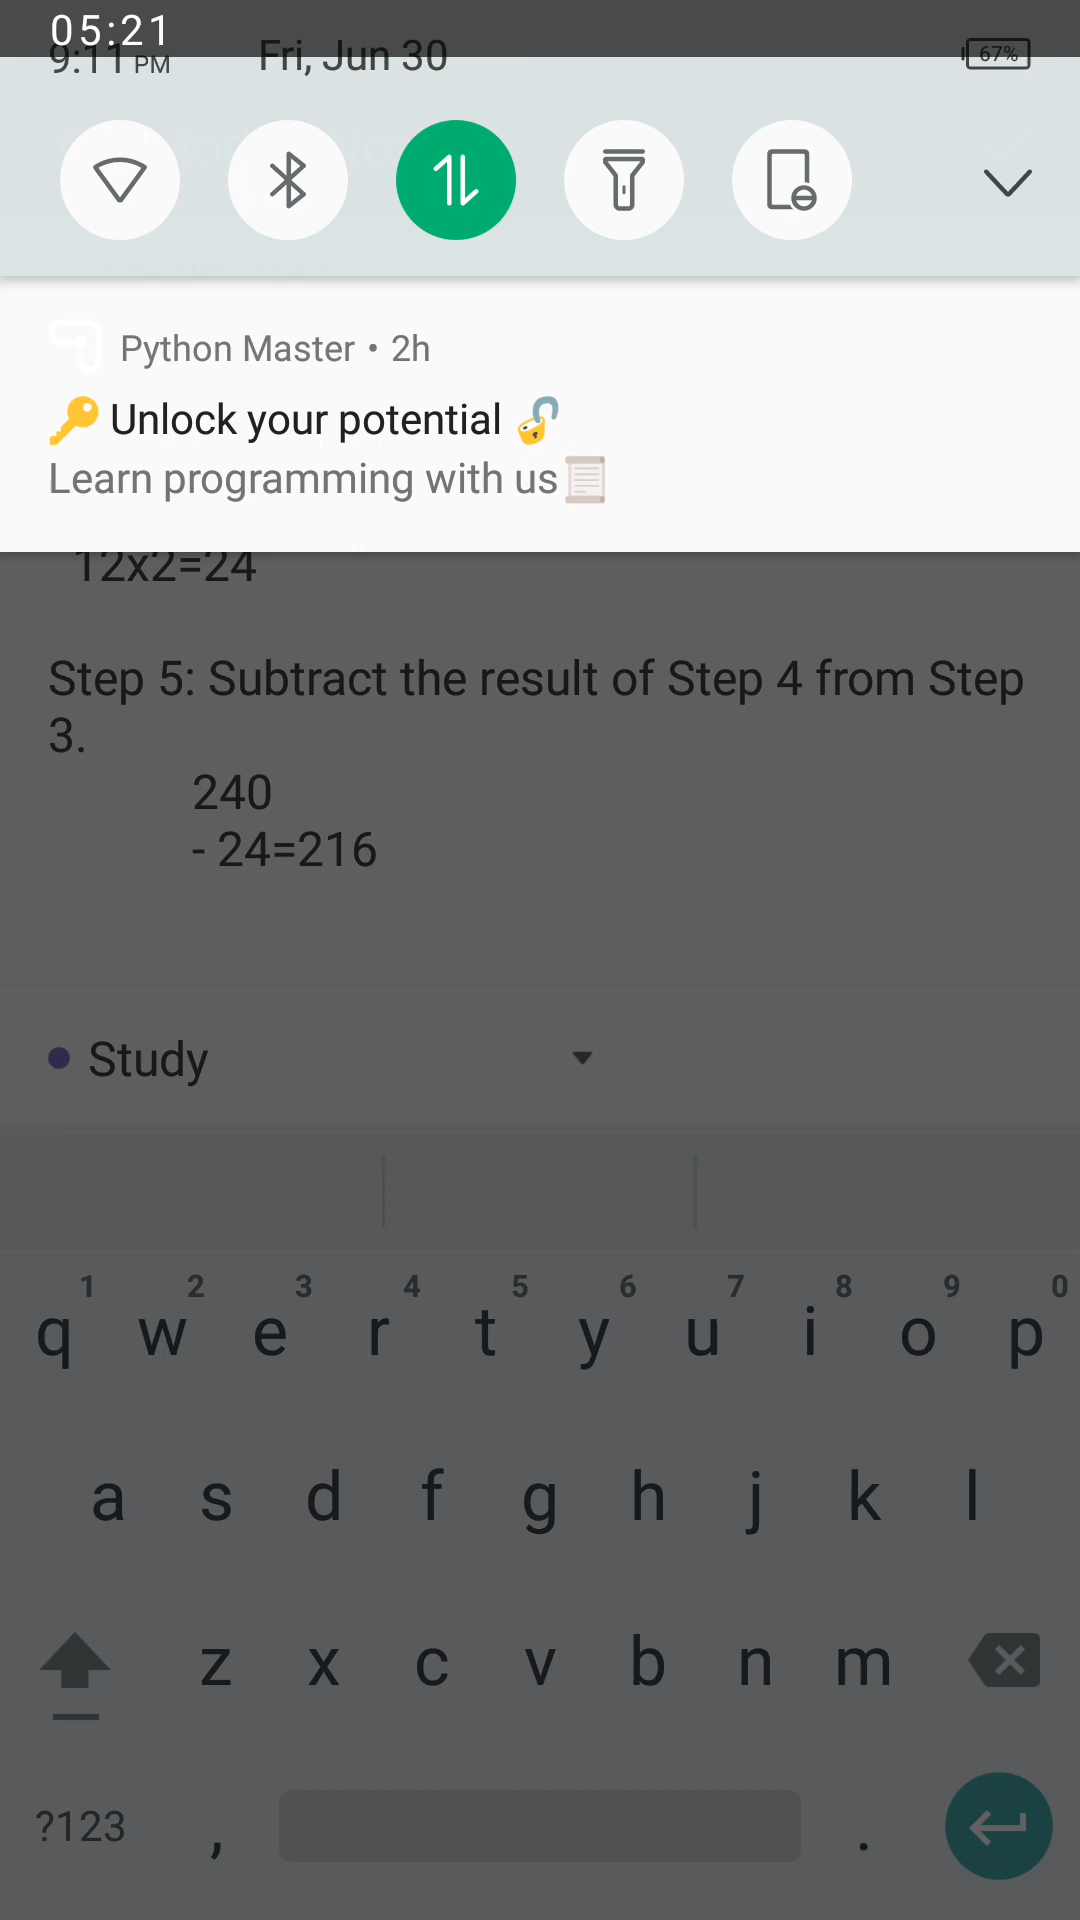 05:21
9:11 PM Fri, Jun 30 67%
Python Master • 2h
🔑 Unlock your potential 🔓
Learn programming with us📜
12x2=24
Step 5: Subtract the result of Step 4 from Step
3.
240
- 24=216
Study
1 2 3 4 5 6 7 8 9 0
q w e r t y u i o p
a s d f g h j k l
z x c v b n m
?123 , .